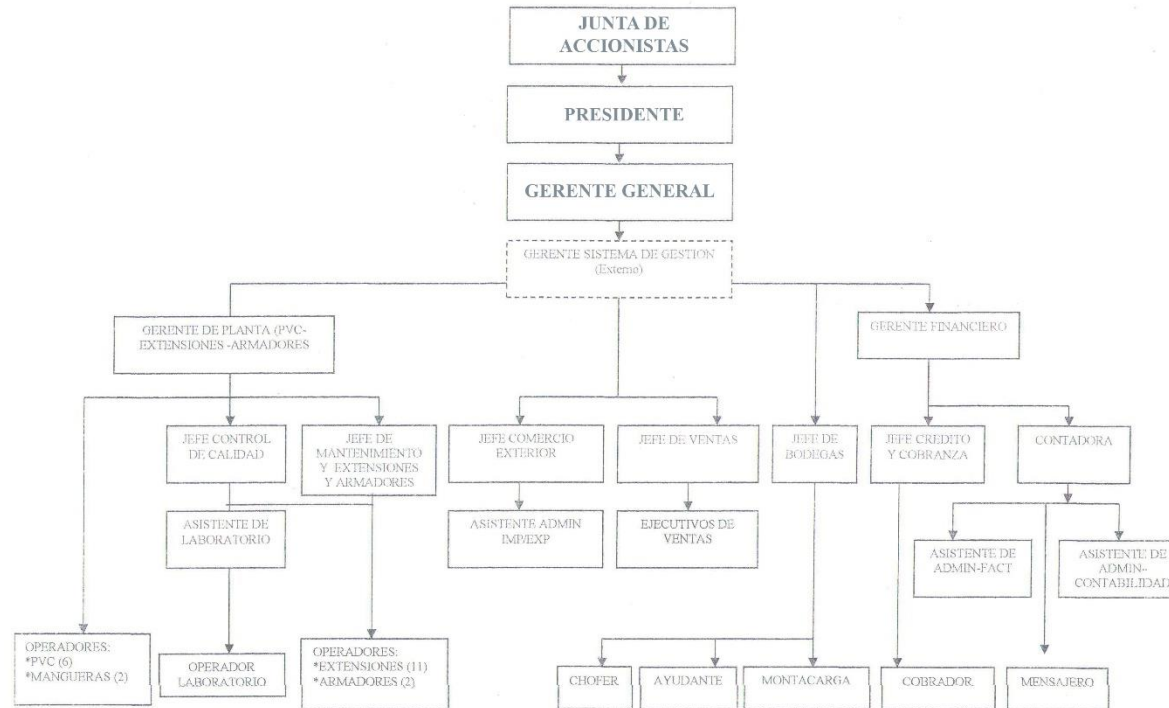 JUNTA DE
ACCIONISTAS
PRESIDENTE
GERENTE GENERAL
GERENTE SISTEMA DE GESTION
(Externo)
GERENTE DE PLANTA (PVC-
EXTENSIONES -ARMADORES
GERENTE FINANCIERO
JEFE CONTROL
DE CALIDAD
JEFE DE
MANTENIMIENTO
Y EXTENSIONES
Y ARMADORES
JEFE COMERCIO
EXTERIOR
JEFE DE VENTAS
JEFE DE
BODEGAS
JEFE CREDITO
Y COBRANZA
CONTADORA
ASISTENTE DE
LABORATORIO
ASISTENTE ADMIN
IMP/EXP
EJECUTIVOS DE
VENTAS
ASISTENTE DE
ADMIN-FACT
ASISTENTE DE
ADMIN--
CONTABILIDAD
OPERADORES:
*PVC (6)
*MANGUERAS (2)
OPERADOR
LABORATORIO
OPERADORES:
*EXTENSIONES (11)
*ARMADORES (2)
CHOFER
AYUDANTE
MONTACARGA
COBRADOR
MENSAJERO